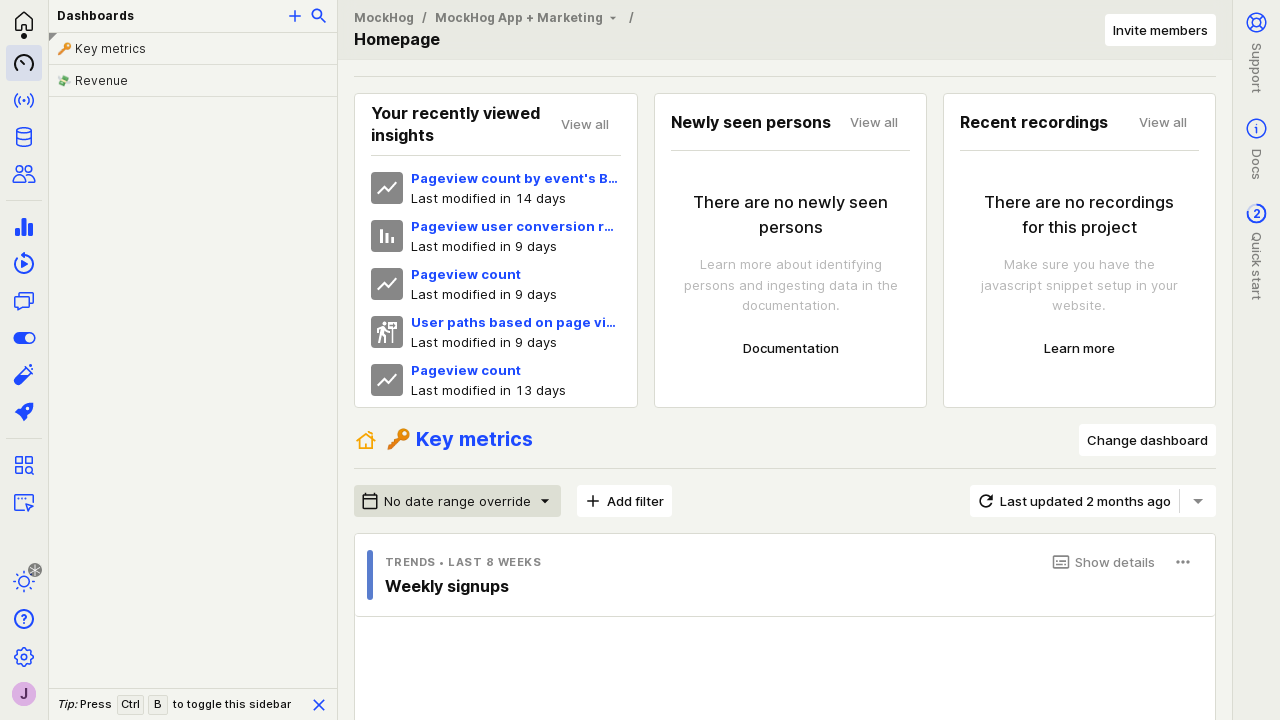 Dashboards
🔑 Key metrics
💸 Revenue
Tip: Press Ctrl B to toggle this sidebar
J
MockHog / MockHog App + Marketing /
Homepage
Invite members
Your recently viewed
insights
View all
Pageview count by event's B...
Last modified in 14 days
Pageview user conversion r...
Last modified in 9 days
Pageview count
Last modified in 9 days
User paths based on page vi...
Last modified in 9 days
Pageview count
Last modified in 13 days
Newly seen persons
View all
There are no newly seen
persons
Learn more about identifying
persons and ingesting data in the
documentation.
Documentation
Recent recordings
View all
There are no recordings
for this project
Make sure you have the
javascript snippet setup in your
website.
Learn more
🔑 Key metrics
Change dashboard
No date range override
Add filter
Last updated 2 months ago
TRENDS • LAST 8 WEEKS
Show details
Weekly signups
Support
Docs
2
Quick start